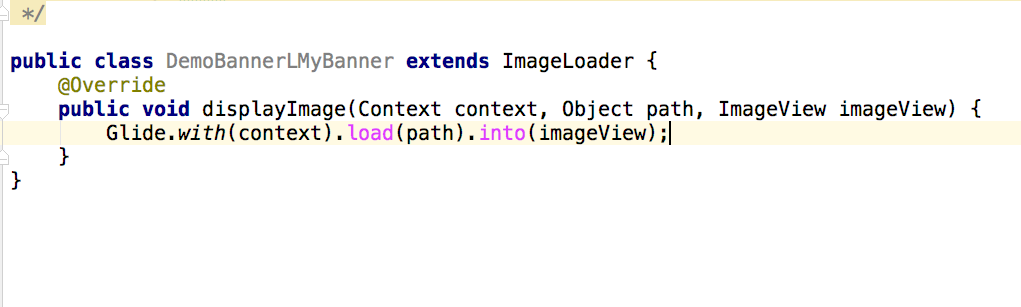 */
public class DemoBannerLMyBanner extends ImageLoader {
@Override
public void displayImage(Context context, Object path, ImageView imageView) {
Glide.with(context).load(path).into(imageView);
}
}